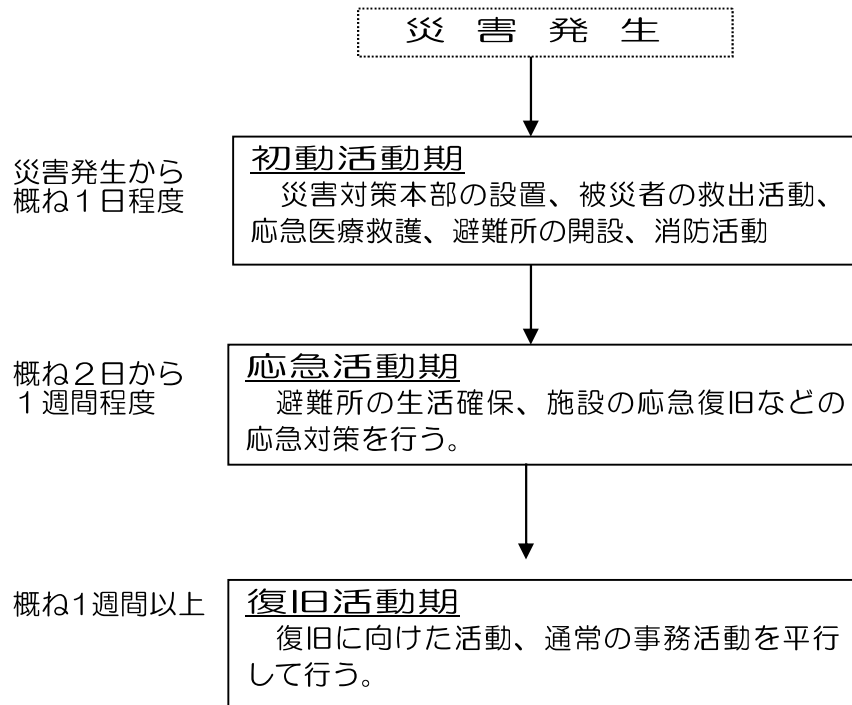 災 害 発 生
災害発生から
概ね１日程度
初動活動期
災害対策本部の設置、被災者の救出活動、
応急医療救護、避難所の開設、消防活動
概ね２日から
１週間程度
応急活動期
避難所の生活確保、施設の応急復旧などの
応急対策を行う。
概ね1週間以上
復旧活動期
復旧に向けた活動、通常の事務活動を平行
して行う。